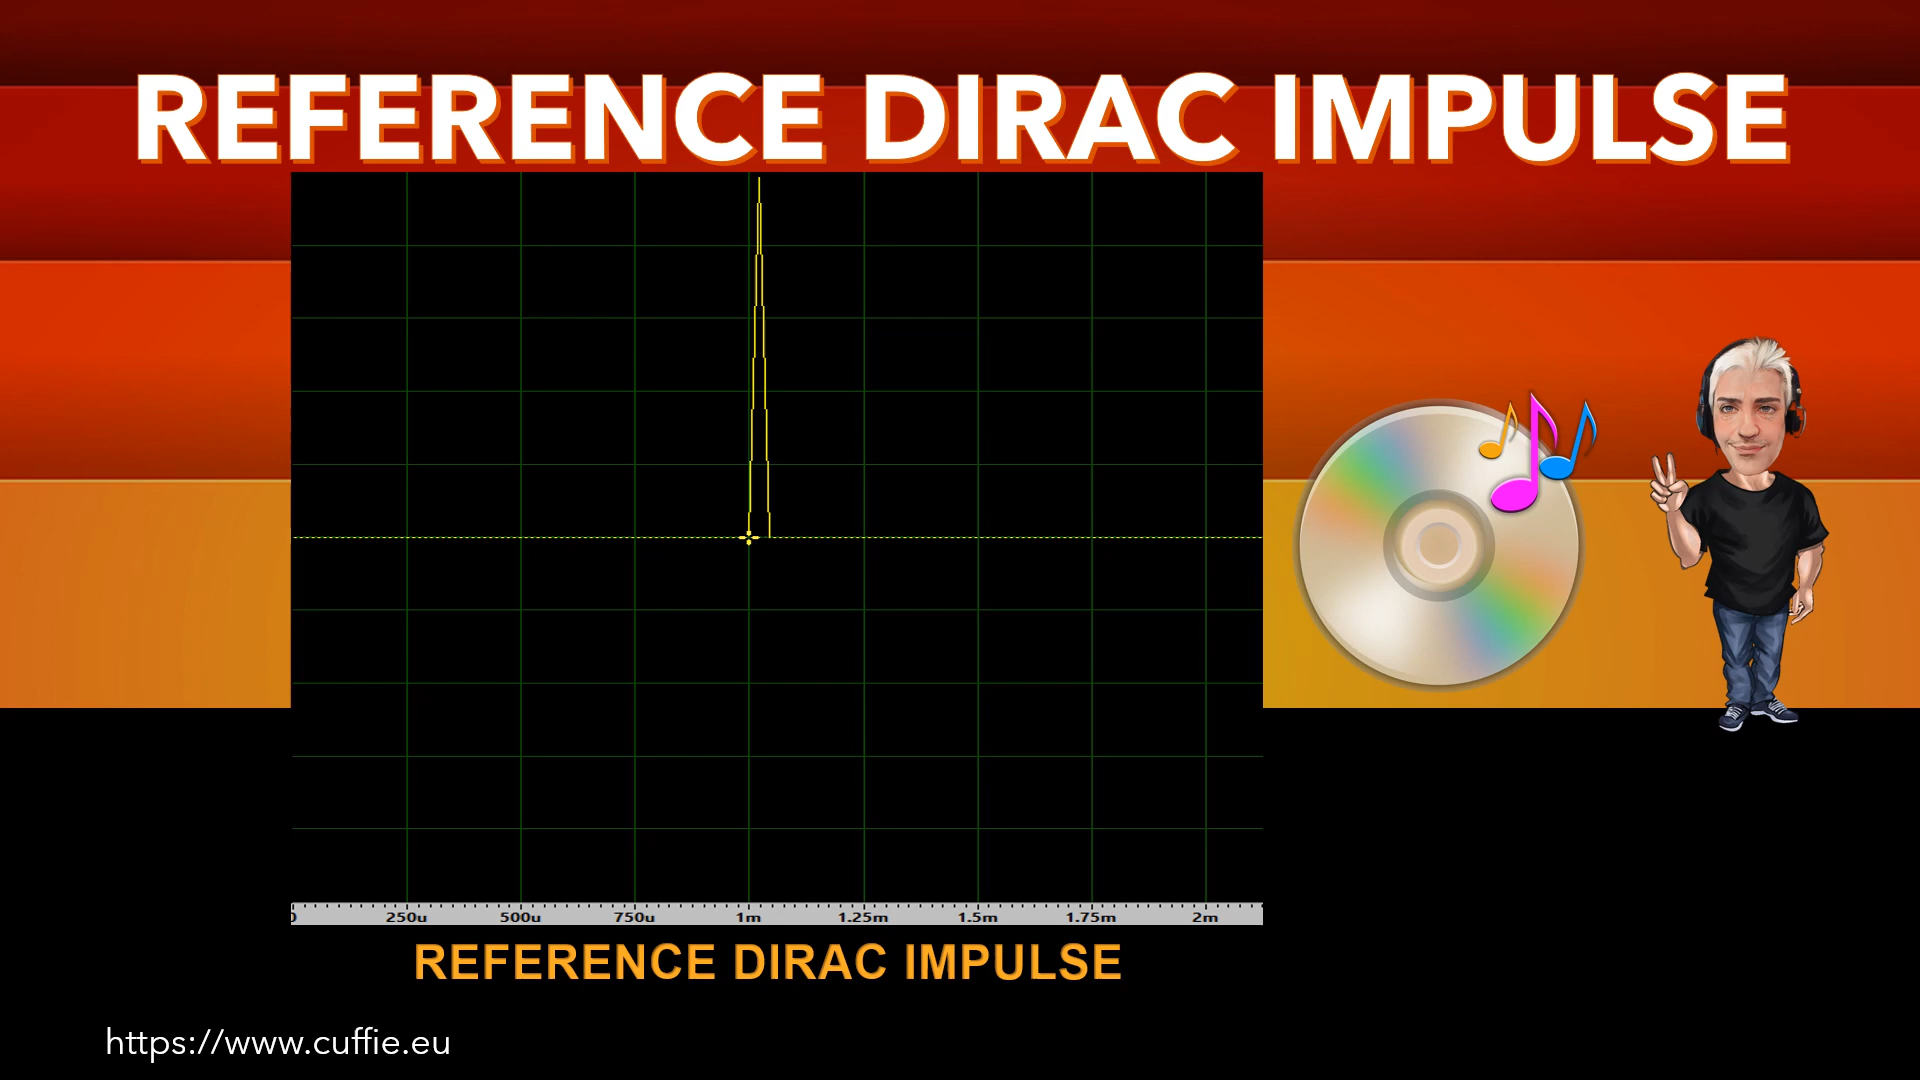 REFERENCE DIRAC IMPULSE
0 250u 500u 750u 1m 1.25m 1.5m 1.75m 2m
REFERENCE DIRAC IMPULSE
https://www.cuffie.eu